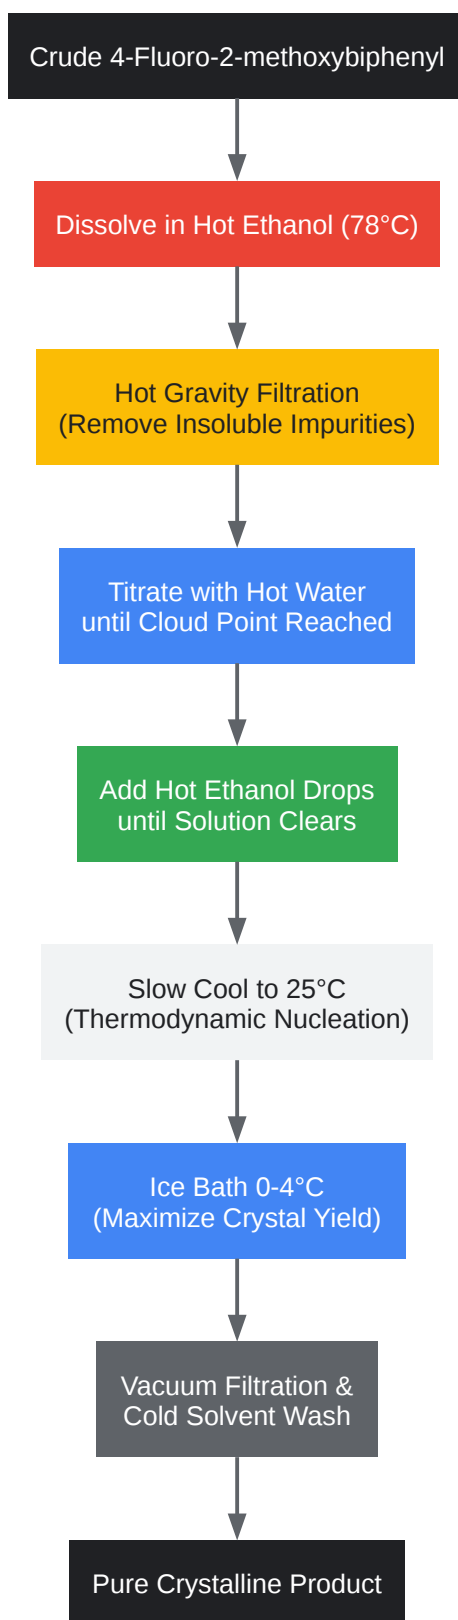 Crude 4-Fluoro-2-methoxybiphenyl
Dissolve in Hot Ethanol (78°C)
Hot Gravity Filtration
(Remove Insoluble Impurities)
Titrate with Hot Water
until Cloud Point Reached
Add Hot Ethanol Drops
until Solution Clears
Slow Cool to 25°C
(Thermodynamic Nucleation)
Ice Bath 0-4°C
(Maximize Crystal Yield)
Vacuum Filtration &
Cold Solvent Wash
Pure Crystalline Product